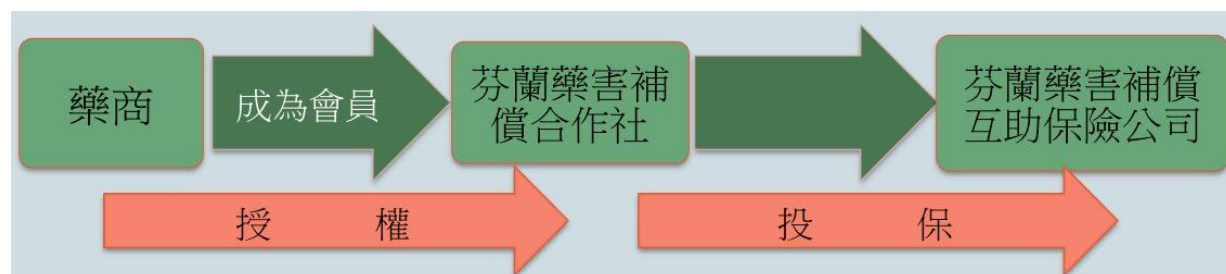 藥商
成為會員
芬蘭藥害補
償合作社
芬蘭藥害補償
互助保險公司
授 權
投 保